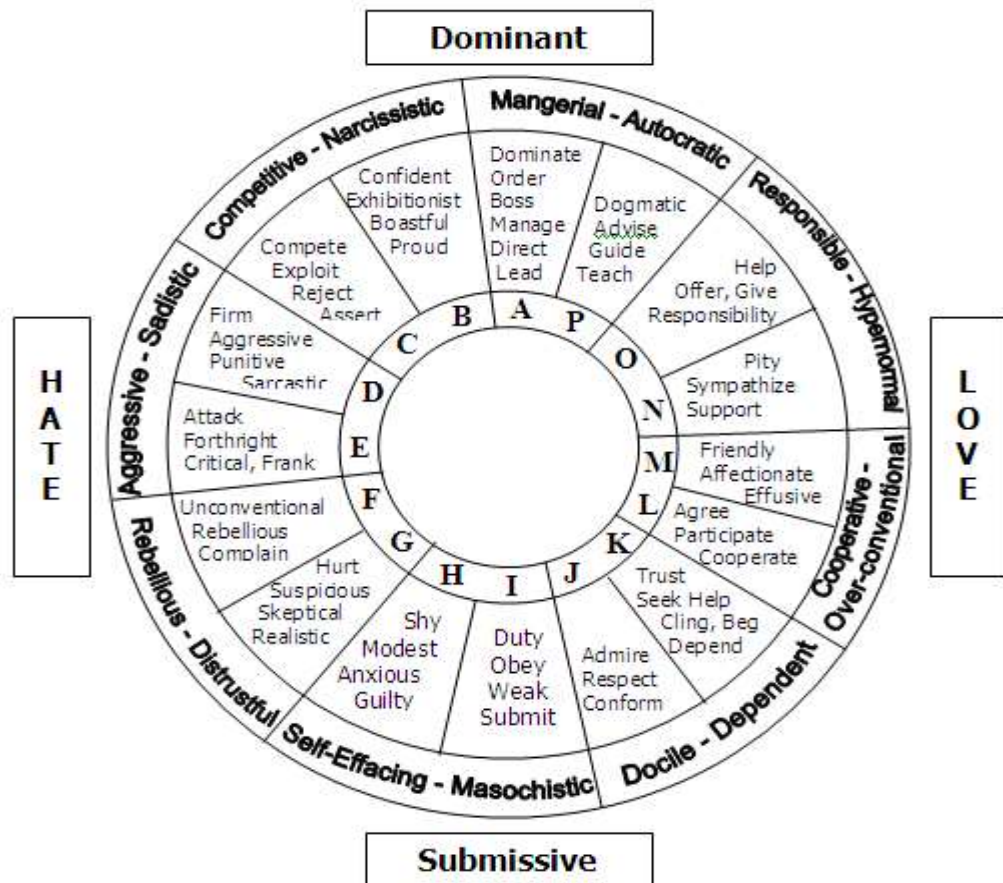 Dominant
Mangerial - Autocratic
Competitive - Narcissistic
Responsible - Hypernormal
Aggressive - Sadistic
Cooperative -
Over-conventional
Rebellious - Distrustful
Docile - Dependent
Self-Effacing - Masochistic
HATE
LOVE
Dominate
Order
Boss
Manage
Direct
Lead
A
Dogmatic
Advise
Guide
Teach
P
Help
Offer, Give
Responsibility
O
Pity
Sympathize
Support
N
Friendly
Affectionate
Effusive
M
Agree
Participate
Cooperate
L
Trust
Seek Help
Cling, Beg
Depend
K
Admire
Respect
Conform
J
Duty
Obey
Weak
Submit
I
Shy
Modest
Anxious
Guilty
H
Hurt
Suspicious
Skeptical
Realistic
G
Unconventional
Rebellious
Complain
F
Attack
Forthright
Critical, Frank
E
Firm
Aggressive
Punitive
Sarcastic
D
Compete
Exploit
Reject
Assert
C
Confident
Exhibitionist
Boastful
Proud
B
Submissive